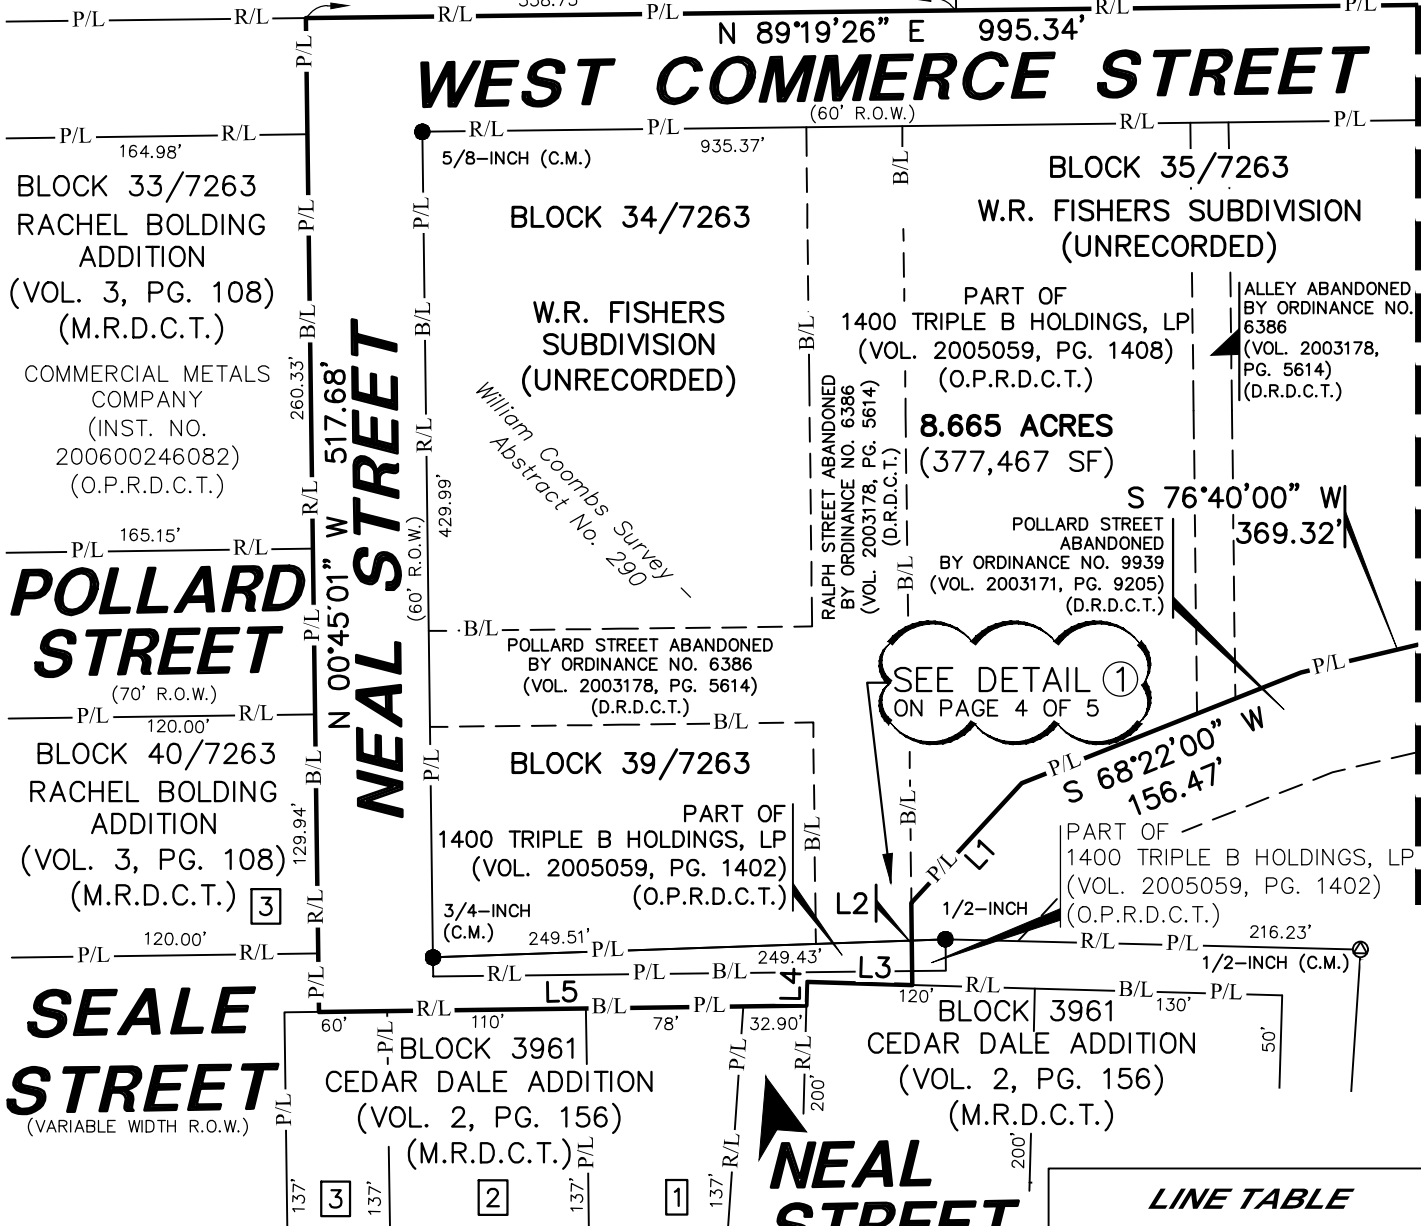 P/L R/L R/L 338.73' P/L R/L P/L
N 89°19'26" E 995.34'
WEST COMMERCE STREET
(60' R.O.W.)
P/L R/L R/L P/L R/L P/L
164.98'
5/8-INCH (C.M.)
935.37'
BLOCK 33/7263
RACHEL BOLDING
ADDITION
(VOL. 3, PG. 108)
(M.R.D.C.T.)
COMMERCIAL METALS
COMPANY
(INST. NO.
200600246082)
(O.P.R.D.C.T.)
165.15'
P/L R/L
POLLARD
STREET
(70' R.O.W.)
P/L R/L
120.00'
BLOCK 40/7263
RACHEL BOLDING
ADDITION
(VOL. 3, PG. 108)
(M.R.D.C.T.) 3
120.00'
P/L R/L
SEALE
STREET
(VARIABLE WIDTH R.O.W.)
P/L
P/L
B/L
R/L
P/L
B/L
R/L
P/L
260.33'
129.94'
N 00°45'01" W 517.68'
NEAL STREET
(60' R.O.W.)
P/L
B/L
R/L
P/L
429.99'
BLOCK 34/7263
W.R. FISHERS
SUBDIVISION
(UNRECORDED)
William Coombs Survey -
Abstract No. 290
B/L
POLLARD STREET ABANDONED
BY ORDINANCE NO. 6386
(VOL. 2003178, PG. 5614)
(D.R.D.C.T.)
B/L
BLOCK 39/7263
PART OF
1400 TRIPLE B HOLDINGS, LP
(VOL. 2005059, PG. 1402)
(O.P.R.D.C.T.)
3/4-INCH
(C.M.)
249.51' P/L
249.43'
R/L P/L B/L
L3
L4
L5
B/L
B/L
RALPH STREET ABANDONED
BY ORDINANCE NO. 6386
(VOL. 2003178, PG. 5614)
(D.R.D.C.T.)
B/L
B/L
B/L
BLOCK 35/7263
W.R. FISHERS SUBDIVISION
(UNRECORDED)
PART OF
1400 TRIPLE B HOLDINGS, LP
(VOL. 2005059, PG. 1408)
(O.P.R.D.C.T.)
8.665 ACRES
(377,467 SF)
ALLEY ABANDONED
BY ORDINANCE NO.
6386
(VOL. 2003178,
PG. 5614)
(D.R.D.C.T.)
S 76°40'00" W
369.32'
POLLARD STREET
ABANDONED
BY ORDINANCE NO. 9939
(VOL. 2003171, PG. 9205)
(D.R.D.C.T.)
SEE DETAIL 1
ON PAGE 4 OF 5
P/L
P/L
S 68°22'00" W
156.47'
P/L L1
L2
1/2-INCH
PART OF
1400 TRIPLE B HOLDINGS, LP
(VOL. 2005059, PG. 1402)
(O.P.R.D.C.T.)
R/L P/L 216.23'
1/2-INCH (C.M.)
120' R/L B/L P/L
130'
50'
BLOCK 3961
CEDAR DALE ADDITION
(VOL. 2, PG. 156)
(M.R.D.C.T.)
200'
R/L B/L P/L
60' 110' 78' 32.90'
P/L
P/L
P/L
P/L
R/L
R/L
200'
BLOCK 3961
CEDAR DALE ADDITION
(VOL. 2, PG. 156)
(M.R.D.C.T.)
137' 3 137' 2 137' 1 137'
NEAL
STREET
LINE TABLE